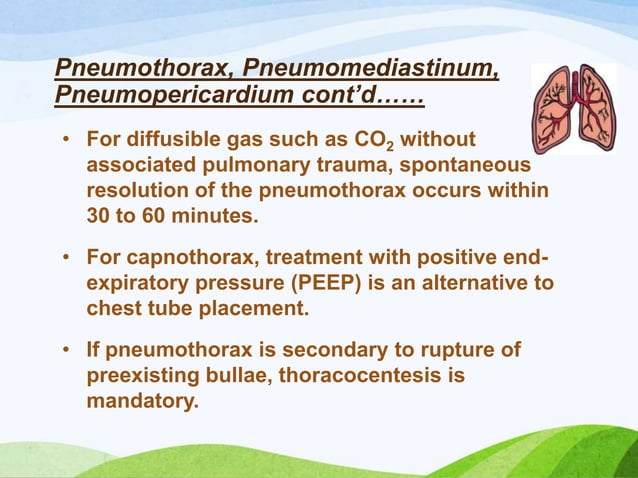 Pneumothorax, Pneumomediastinum,
Pneumopericardium cont’d……
• For diffusible gas such as CO₂ without
associated pulmonary trauma, spontaneous
resolution of the pneumothorax occurs within
30 to 60 minutes.
• For capnothorax, treatment with positive end-
expiratory pressure (PEEP) is an alternative to
chest tube placement.
• If pneumothorax is secondary to rupture of
preexisting bullae, thoracocentesis is
mandatory.